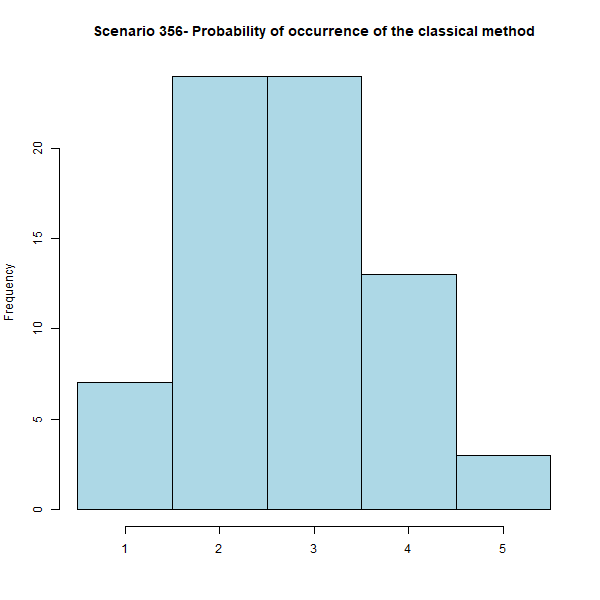 Scenario 356- Probability of occurrence of the classical method
Frequency
20
15
10
5
0
1 2 3 4 5